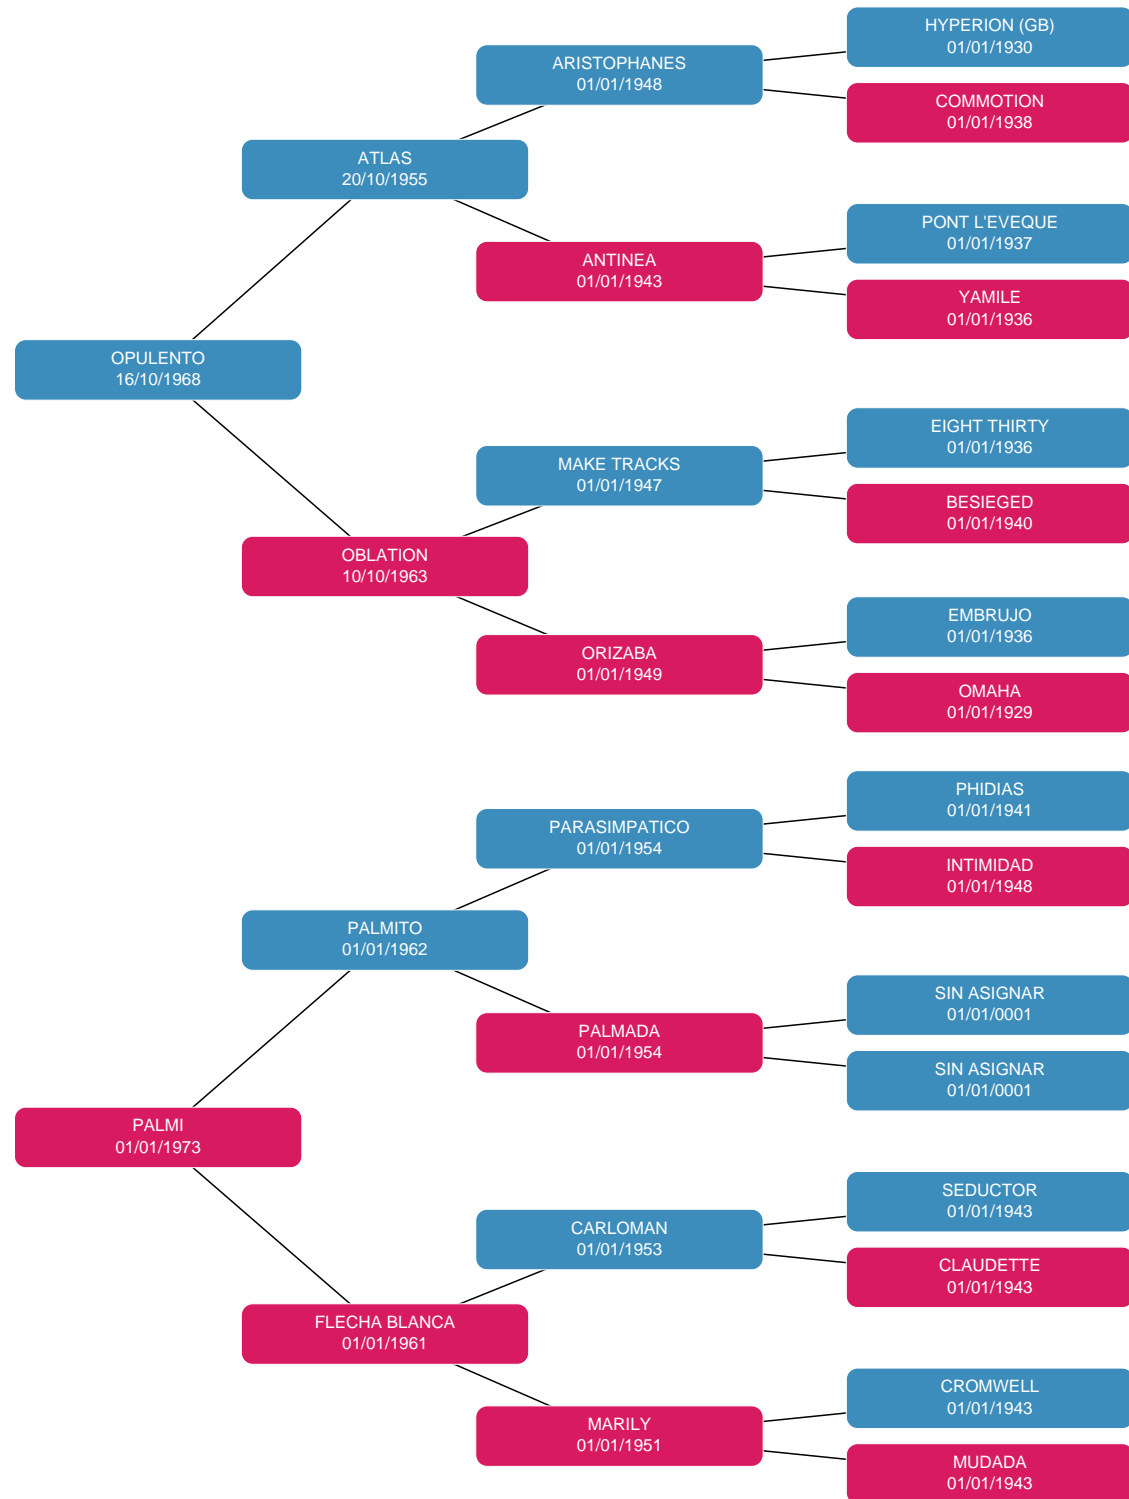 HYPERION (GB)
01/01/1930
ARISTOPHANES
01/01/1948
COMMOTION
01/01/1938
ATLAS
20/10/1955
PONT L'EVEQUE
01/01/1937
ANTINEA
01/01/1943
YAMILE
01/01/1936
OPULENTO
16/10/1968
EIGHT THIRTY
01/01/1936
MAKE TRACKS
01/01/1947
BESIEGED
01/01/1940
OBLATION
10/10/1963
EMBRUJO
01/01/1936
ORIZABA
01/01/1949
OMAHA
01/01/1929
PHIDIAS
01/01/1941
PARASIMPATICO
01/01/1954
INTIMIDAD
01/01/1948
PALMITO
01/01/1962
SIN ASIGNAR
01/01/0001
PALMADA
01/01/1954
SIN ASIGNAR
01/01/0001
PALMI
01/01/1973
SEDUCTOR
01/01/1943
CARLOMAN
01/01/1953
CLAUDETTE
01/01/1943
FLECHA BLANCA
01/01/1961
CROMWELL
01/01/1943
MARILY
01/01/1951
MUDADA
01/01/1943